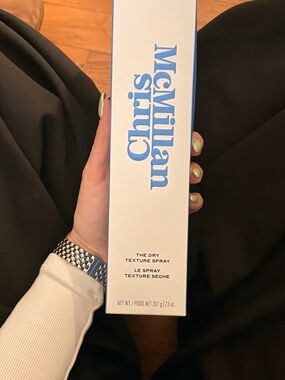 Chris
McMillan
THE DRY
TEXTURE SPRAY
LE SPRAY
TEXTURE SÈCHE
NET WT. / POIDS NET 207 g | 7.3 oz.